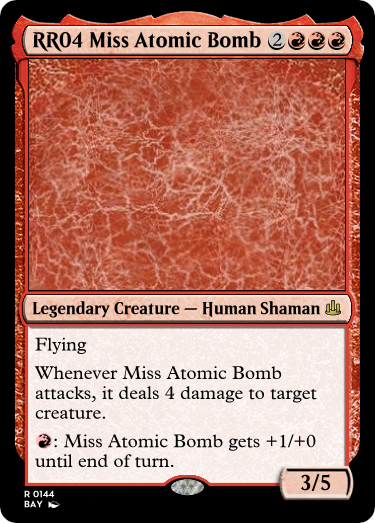 RR04 Miss Atomic Bomb 2
Legendary Creature — Human Shaman
Flying
Whenever Miss Atomic Bomb
attacks, it deals 4 damage to target
creature.
: Miss Atomic Bomb gets +1/+0
until end of turn.
3/5
R 0144
BAY